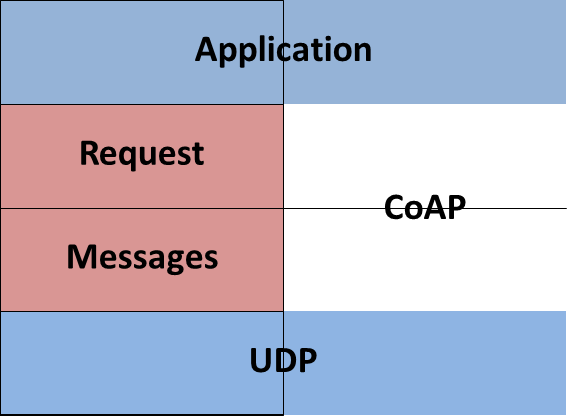 Application
Request
CoAP
Messages
UDP